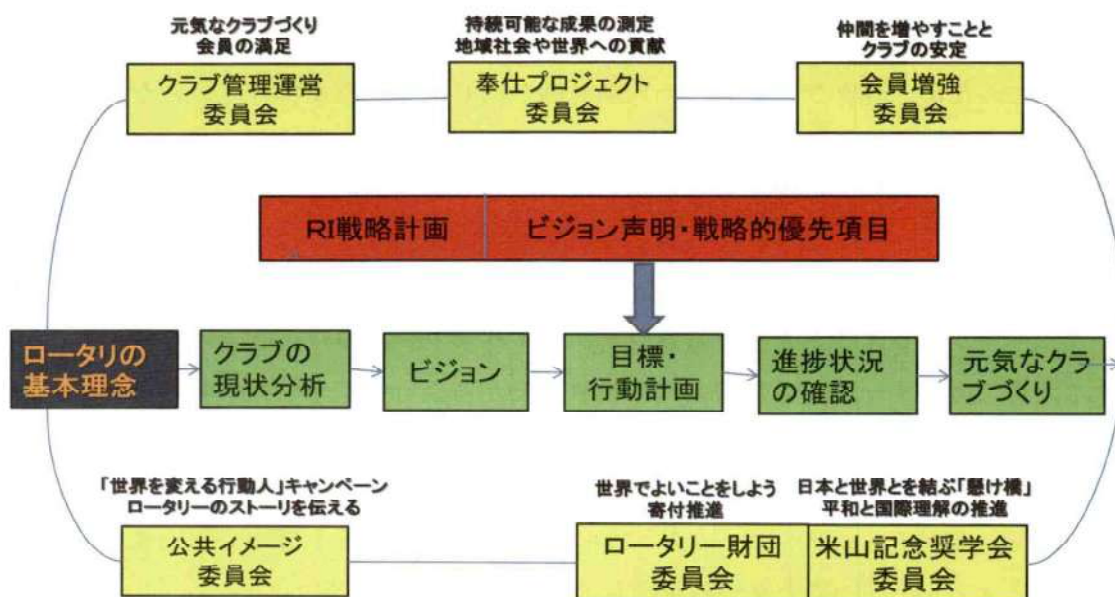 元気なクラブづくり
会員の満足
クラブ管理運営
委員会
持続可能な成果の測定
地域社会や世界への貢献
奉仕プロジェクト
委員会
仲間を増やすことと
クラブの安定
会員増強
委員会
RI戦略計画
ビジョン声明・戦略的優先項目
ロータリの
基本理念
クラブの
現状分析
ビジョン
目標・
行動計画
進捗状況
の確認
元気なクラ
ブづくり
「世界を変える行動人」キャンペーン
ロータリーのストーリを伝える
公共イメージ
委員会
世界でよいことをしよう
寄付推進
ロータリー財団
委員会
日本と世界とを結ぶ「懸け橋」
平和と国際理解の推進
米山記念奨学会
委員会